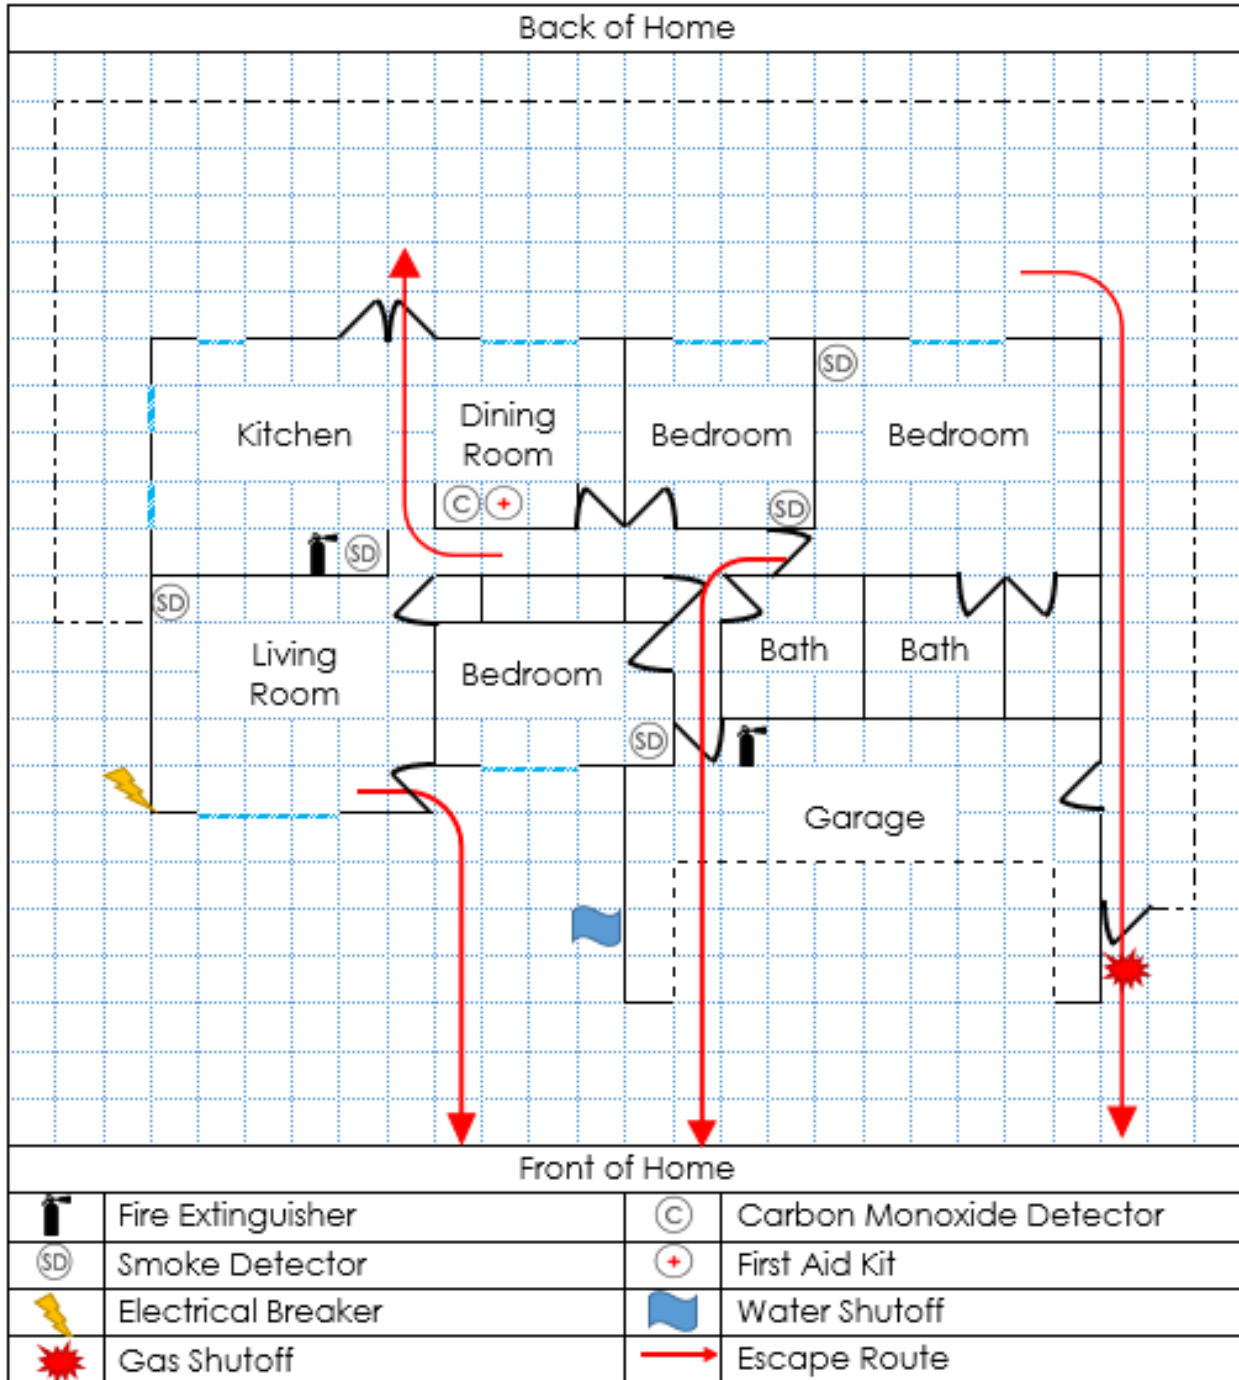 Back of Home
Kitchen
Dining
Room
Bedroom
Bedroom
SD
C
SD
SD
SD
Living
Room
Bedroom
Bath
Bath
SD
Garage
Front of Home
Fire Extinguisher
C
Carbon Monoxide Detector
SD
Smoke Detector
First Aid Kit
Electrical Breaker
Water Shutoff
Gas Shutoff
Escape Route